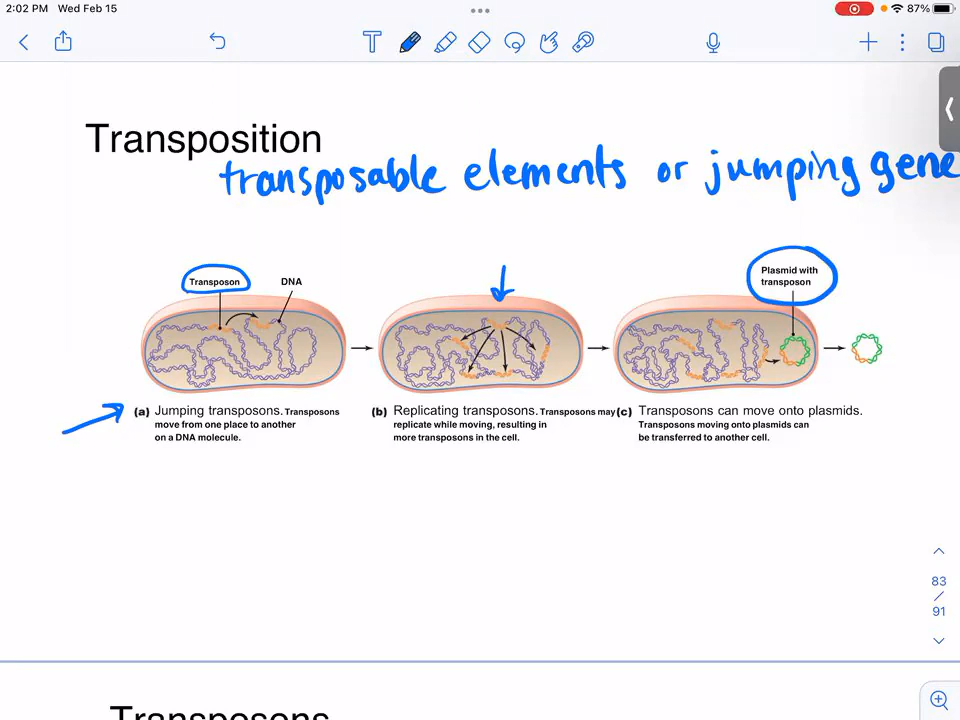 2:02 PM Wed Feb 15
87%
Transposition
transposable elements or jumping gene
Transposon
DNA
Plasmid with
transposon
(a) Jumping transposons. Transposons
move from one place to another
on a DNA molecule.
(b) Replicating transposons. Transposons may
replicate while moving, resulting in
more transposons in the cell.
(c) Transposons can move onto plasmids.
Transposons moving onto plasmids can
be transferred to another cell.
83
/
91
Transposons